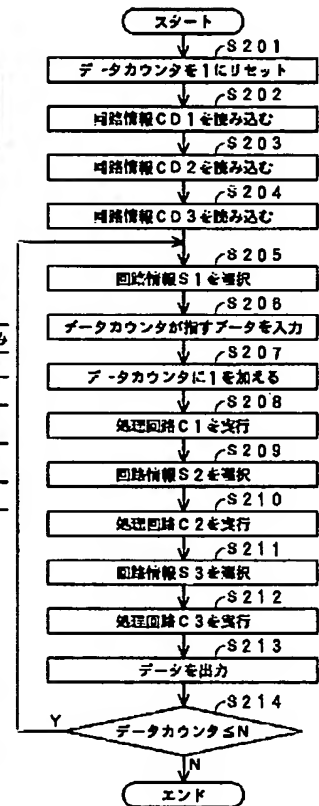 スタート
S201
データカウンタを1にリセット
S202
回路情報CD1を読み込む
S203
回路情報CD2を読み込む
S204
回路情報CD3を読み込む
S205
回路情報S1を選択
S206
データカウンタが指すデータを入力
み
S207
データカウンタに1を加える
S208
処理回路C1を実行
S209
回路情報S2を選択
S210
処理回路C2を実行
S211
回路情報S3を選択
S212
処理回路C3を実行
S213
データを出力
S214
Y
データカウンタ≦N
N
エンド